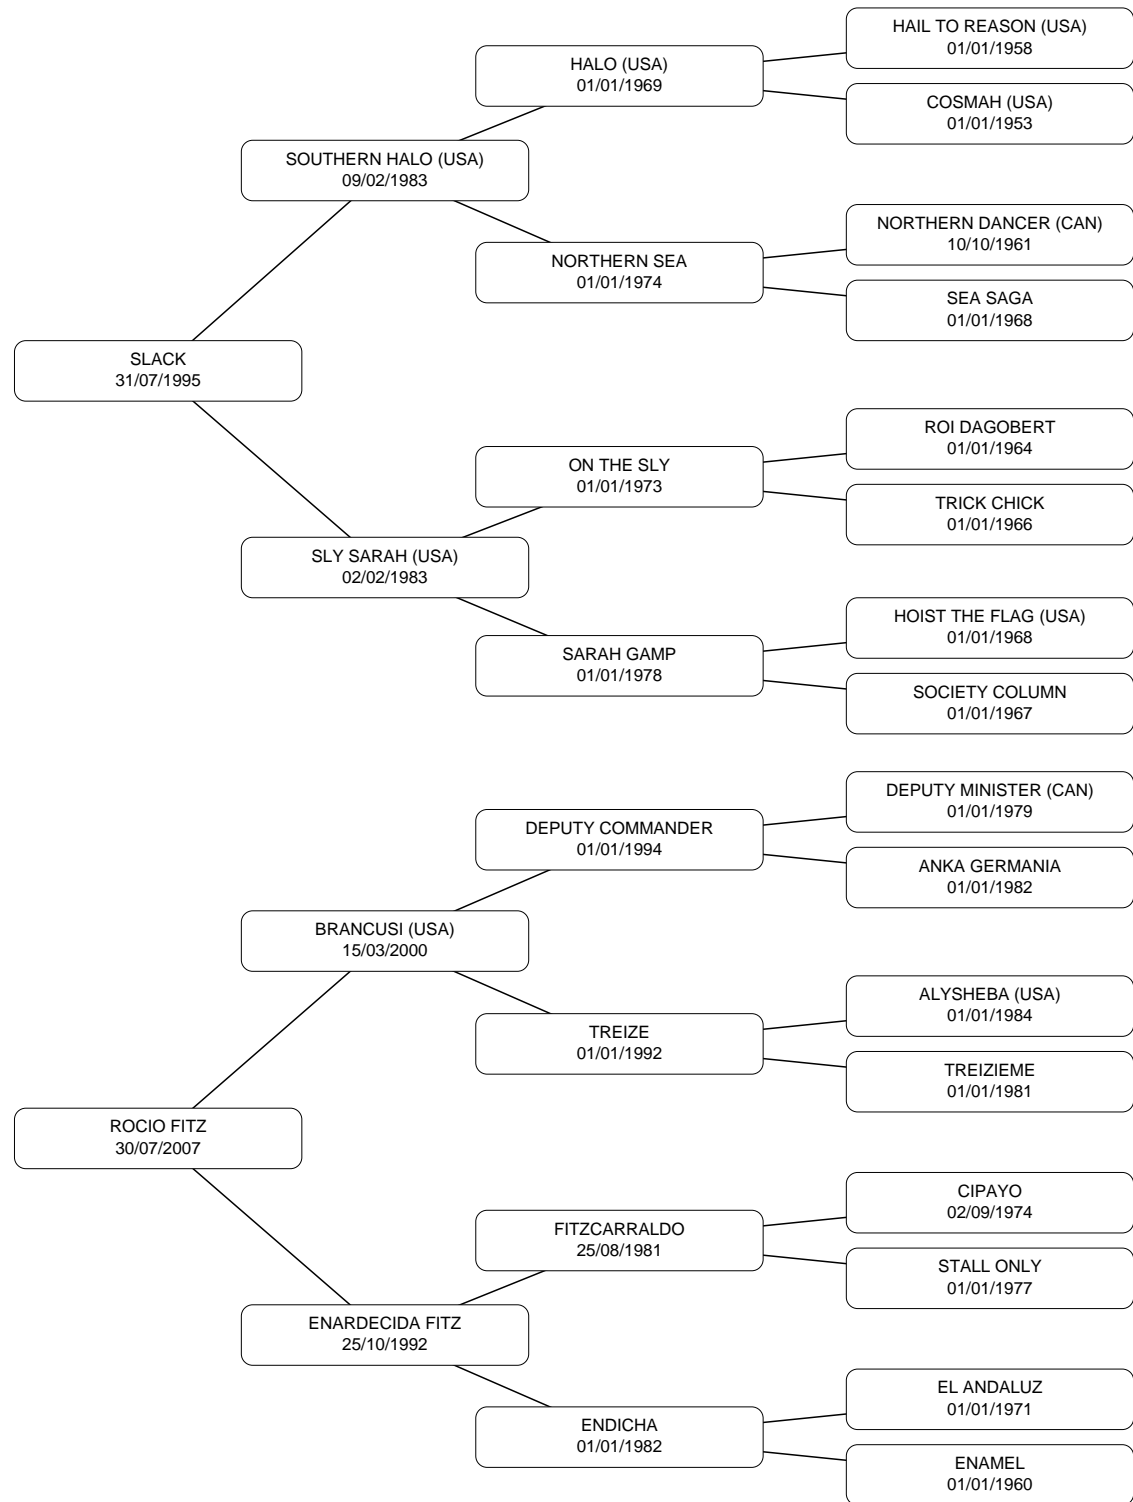 HAIL TO REASON (USA)
01/01/1958
HALO (USA)
01/01/1969
COSMAH (USA)
01/01/1953
SOUTHERN HALO (USA)
09/02/1983
NORTHERN DANCER (CAN)
10/10/1961
NORTHERN SEA
01/01/1974
SEA SAGA
01/01/1968
SLACK
31/07/1995
ROI DAGOBERT
01/01/1964
ON THE SLY
01/01/1973
TRICK CHICK
01/01/1966
SLY SARAH (USA)
02/02/1983
HOIST THE FLAG (USA)
01/01/1968
SARAH GAMP
01/01/1978
SOCIETY COLUMN
01/01/1967
DEPUTY MINISTER (CAN)
01/01/1979
DEPUTY COMMANDER
01/01/1994
ANKA GERMANIA
01/01/1982
BRANCUSI (USA)
15/03/2000
ALYSHEBA (USA)
01/01/1984
TREIZE
01/01/1992
TREIZIEME
01/01/1981
ROCIO FITZ
30/07/2007
CIPAYO
02/09/1974
FITZCARRALDO
25/08/1981
STALL ONLY
01/01/1977
ENARDECIDA FITZ
25/10/1992
EL ANDALUZ
01/01/1971
ENDICHA
01/01/1982
ENAMEL
01/01/1960